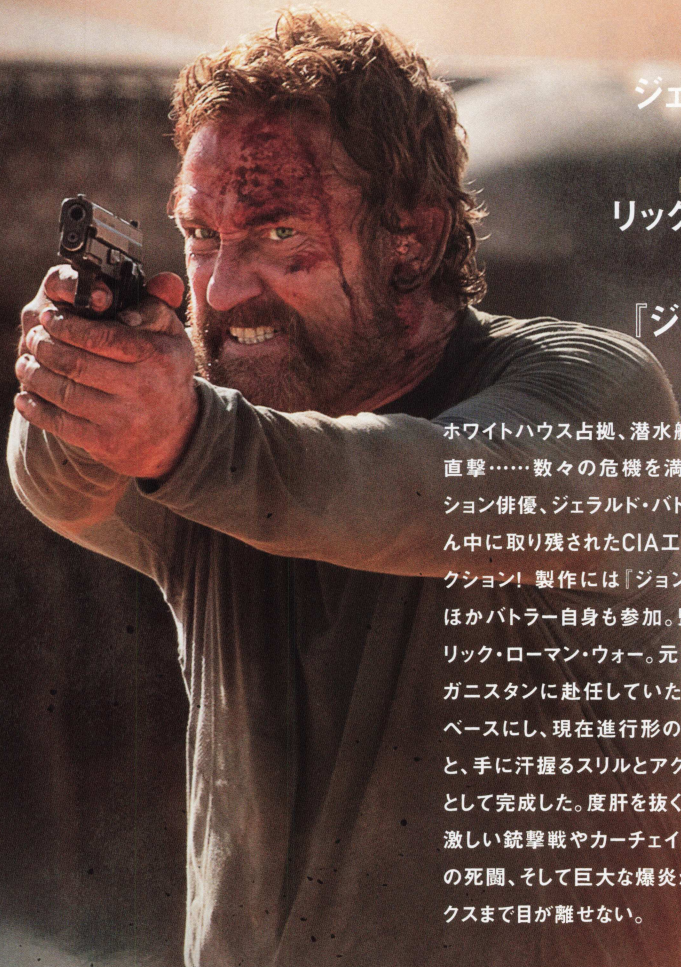 ジェ
リック
『ジ
ホワイトハウス占拠、潜水
直撃……数々の危機を満
ション俳優、ジェラルド・バト
ん中に取り残されたCIA工
クション! 製作には『ジョン
ほかバトラー自身も参加。
リック・ローマン・ウォー。元
ガニスタンに赴任していた
ベースにし、現在進行形の
と、手に汗握るスリルとアク
として完成した。度肝を抜く
激しい銃撃戦やカーチェイ
の死闘、そして巨大な爆炎
クスまで目が離せない。